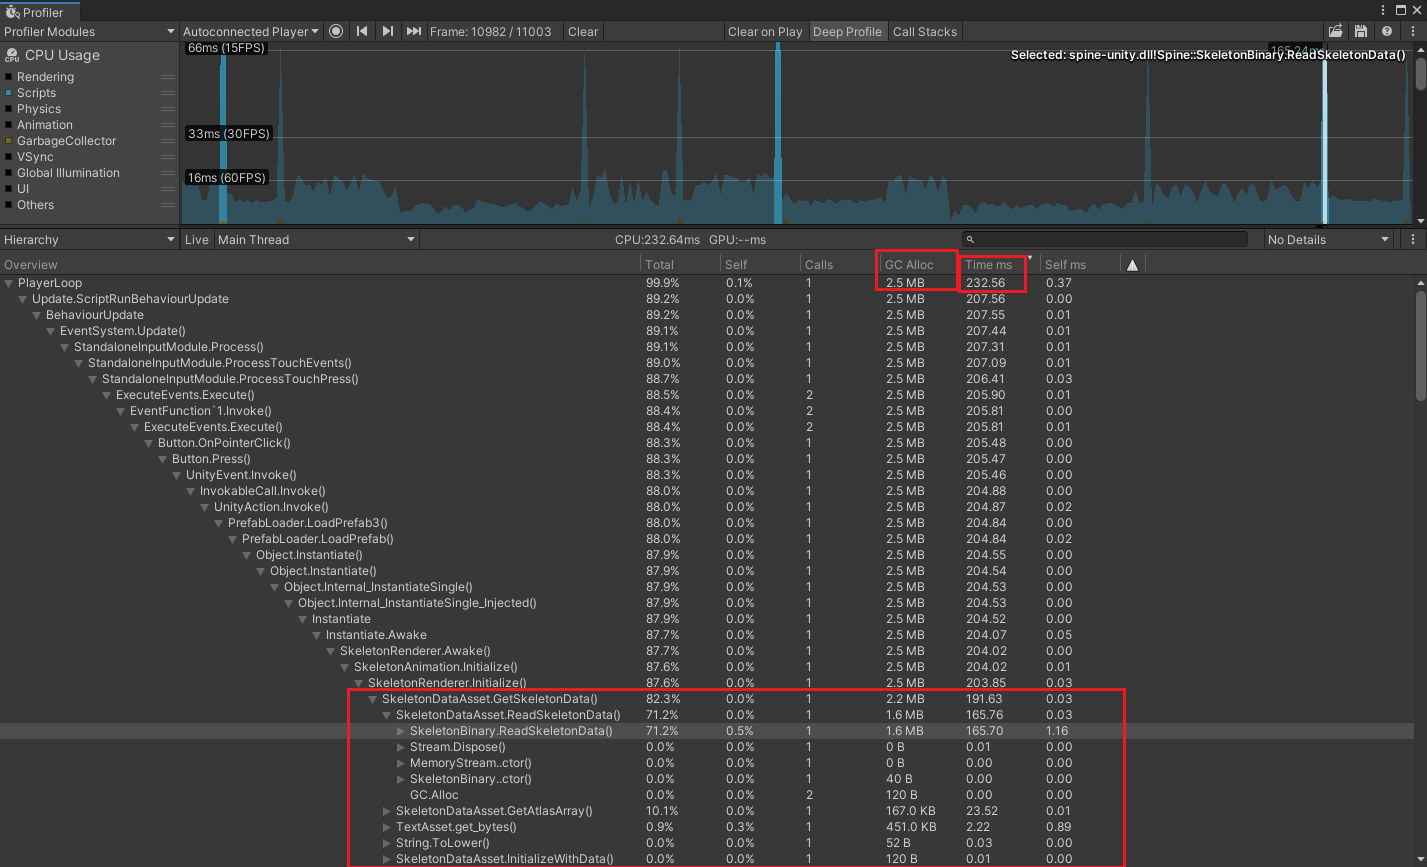 Profiler
Profiler Modules Autoconnected Player Frame: 10982 / 11003 Clear Clear on Play Deep Profile Call Stacks
CPU Usage
Rendering
Scripts
Physics
Animation
GarbageCollector
VSync
Global Illumination
UI
Others
66ms (15FPS)
33ms (30FPS)
16ms (60FPS)
165.24ms
Selected: spine-unity.dll!Spine::SkeletonBinary.ReadSkeletonData()
Hierarchy Live Main Thread CPU:232.64ms GPU:--ms No Details
Overview Total Self Calls GC Alloc Time ms Self ms
PlayerLoop 99.9% 0.1% 1 2.5 MB 232.56 0.37
Update.ScriptRunBehaviourUpdate 89.2% 0.0% 1 2.5 MB 207.56 0.00
BehaviourUpdate 89.2% 0.0% 1 2.5 MB 207.55 0.01
EventSystem.Update() 89.1% 0.0% 1 2.5 MB 207.44 0.01
StandaloneInputModule.Process() 89.1% 0.0% 1 2.5 MB 207.31 0.01
StandaloneInputModule.ProcessTouchEvents() 89.0% 0.0% 1 2.5 MB 207.09 0.01
StandaloneInputModule.ProcessTouchPress() 88.7% 0.0% 1 2.5 MB 206.41 0.03
ExecuteEvents.Execute() 88.5% 0.0% 2 2.5 MB 205.90 0.01
EventFunction`1.Invoke() 88.4% 0.0% 2 2.5 MB 205.81 0.00
ExecuteEvents.Execute() 88.4% 0.0% 2 2.5 MB 205.81 0.01
Button.OnPointerClick() 88.3% 0.0% 1 2.5 MB 205.48 0.00
Button.Press() 88.3% 0.0% 1 2.5 MB 205.47 0.00
UnityEvent.Invoke() 88.3% 0.0% 1 2.5 MB 205.46 0.00
InvokableCall.Invoke() 88.0% 0.0% 1 2.5 MB 204.88 0.00
UnityAction.Invoke() 88.0% 0.0% 1 2.5 MB 204.87 0.02
PrefabLoader.LoadPrefab3() 88.0% 0.0% 1 2.5 MB 204.84 0.00
PrefabLoader.LoadPrefab() 88.0% 0.0% 1 2.5 MB 204.84 0.02
Object.Instantiate() 87.9% 0.0% 1 2.5 MB 204.55 0.00
Object.Instantiate() 87.9% 0.0% 1 2.5 MB 204.54 0.00
Object.Internal_InstantiateSingle() 87.9% 0.0% 1 2.5 MB 204.53 0.00
Object.Internal_InstantiateSingle_Injected() 87.9% 0.0% 1 2.5 MB 204.53 0.00
Instantiate 87.9% 0.0% 1 2.5 MB 204.52 0.00
Instantiate.Awake 87.7% 0.0% 1 2.5 MB 204.07 0.05
SkeletonRenderer.Awake() 87.7% 0.0% 1 2.5 MB 204.02 0.00
SkeletonAnimation.Initialize() 87.6% 0.0% 1 2.5 MB 204.02 0.01
SkeletonRenderer.Initialize() 87.6% 0.0% 1 2.5 MB 203.85 0.03
SkeletonDataAsset.GetSkeletonData() 82.3% 0.0% 1 2.2 MB 191.63 0.03
SkeletonDataAsset.ReadSkeletonData() 71.2% 0.0% 1 1.6 MB 165.76 0.03
SkeletonBinary.ReadSkeletonData() 71.2% 0.5% 1 1.6 MB 165.70 1.16
Stream.Dispose() 0.0% 0.0% 1 0 B 0.01 0.00
MemoryStream..ctor() 0.0% 0.0% 1 0 B 0.00 0.00
SkeletonBinary..ctor() 0.0% 0.0% 1 40 B 0.00 0.00
GC.Alloc 0.0% 0.0% 2 120 B 0.00 0.00
SkeletonDataAsset.GetAtlasArray() 10.1% 0.0% 1 167.0 KB 23.52 0.01
TextAsset.get_bytes() 0.9% 0.3% 1 451.0 KB 2.22 0.89
String.ToLower() 0.0% 0.0% 1 52 B 0.03 0.00
SkeletonDataAsset.InitializeWithData() 0.0% 0.0% 1 120 B 0.01 0.00